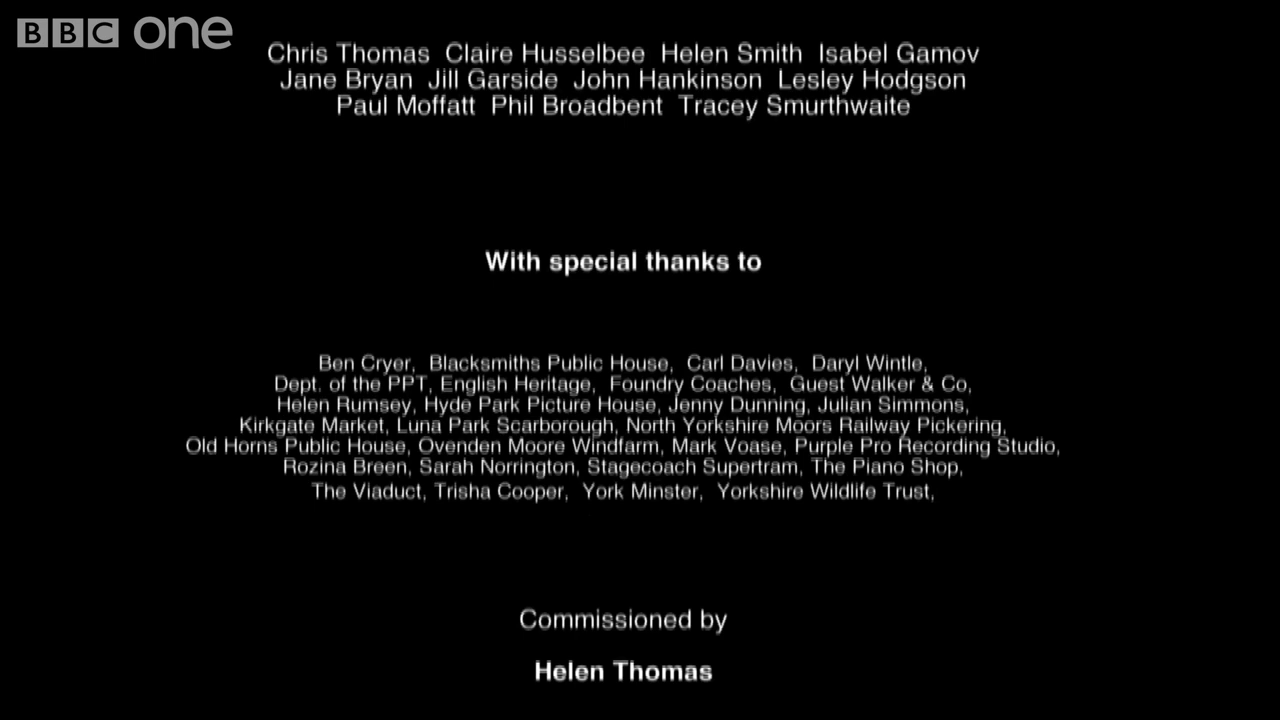 BBC one
Chris Thomas Claire Husselbee Helen Smith Isabel Gamov
Jane Bryan Jill Garside John Hankinson Lesley Hodgson
Paul Moffatt Phil Broadbent Tracey Smurthwaite
With special thanks to
Ben Cryer, Blacksmiths Public House, Carl Davies, Daryl Wintle,
Dept. of the PPT, English Heritage, Foundry Coaches, Guest Walker & Co,
Helen Rumsey, Hyde Park Picture House, Jenny Dunning, Julian Simmons,
Kirkgate Market, Luna Park Scarborough, North Yorkshire Moors Railway Pickering,
Old Horns Public House, Ovenden Moore Windfarm, Mark Voase, Purple Pro Recording Studio,
Rozina Breen, Sarah Norrington, Stagecoach Supertram, The Piano Shop,
The Viaduct, Trisha Cooper, York Minster, Yorkshire Wildlife Trust,
Commissioned by
Helen Thomas